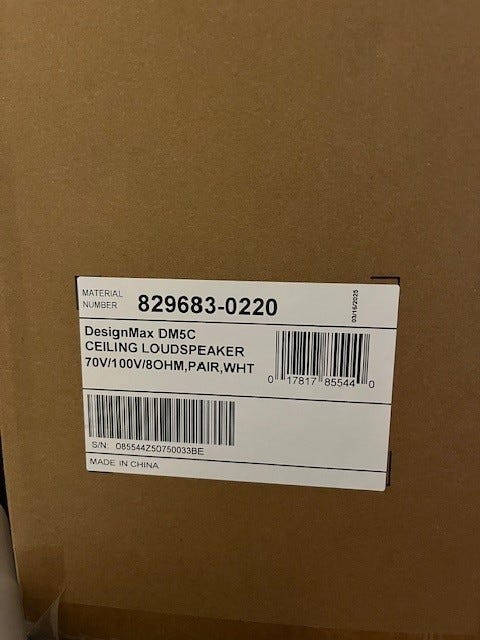 MATERIAL
NUMBER
829683-0220
03/16/2025
DesignMax DM5C
CEILING LOUDSPEAKER
70V/100V/8OHM,PAIR,WHT
0 17817 85544 0
S/N: 085544Z50750033BE
MADE IN CHINA